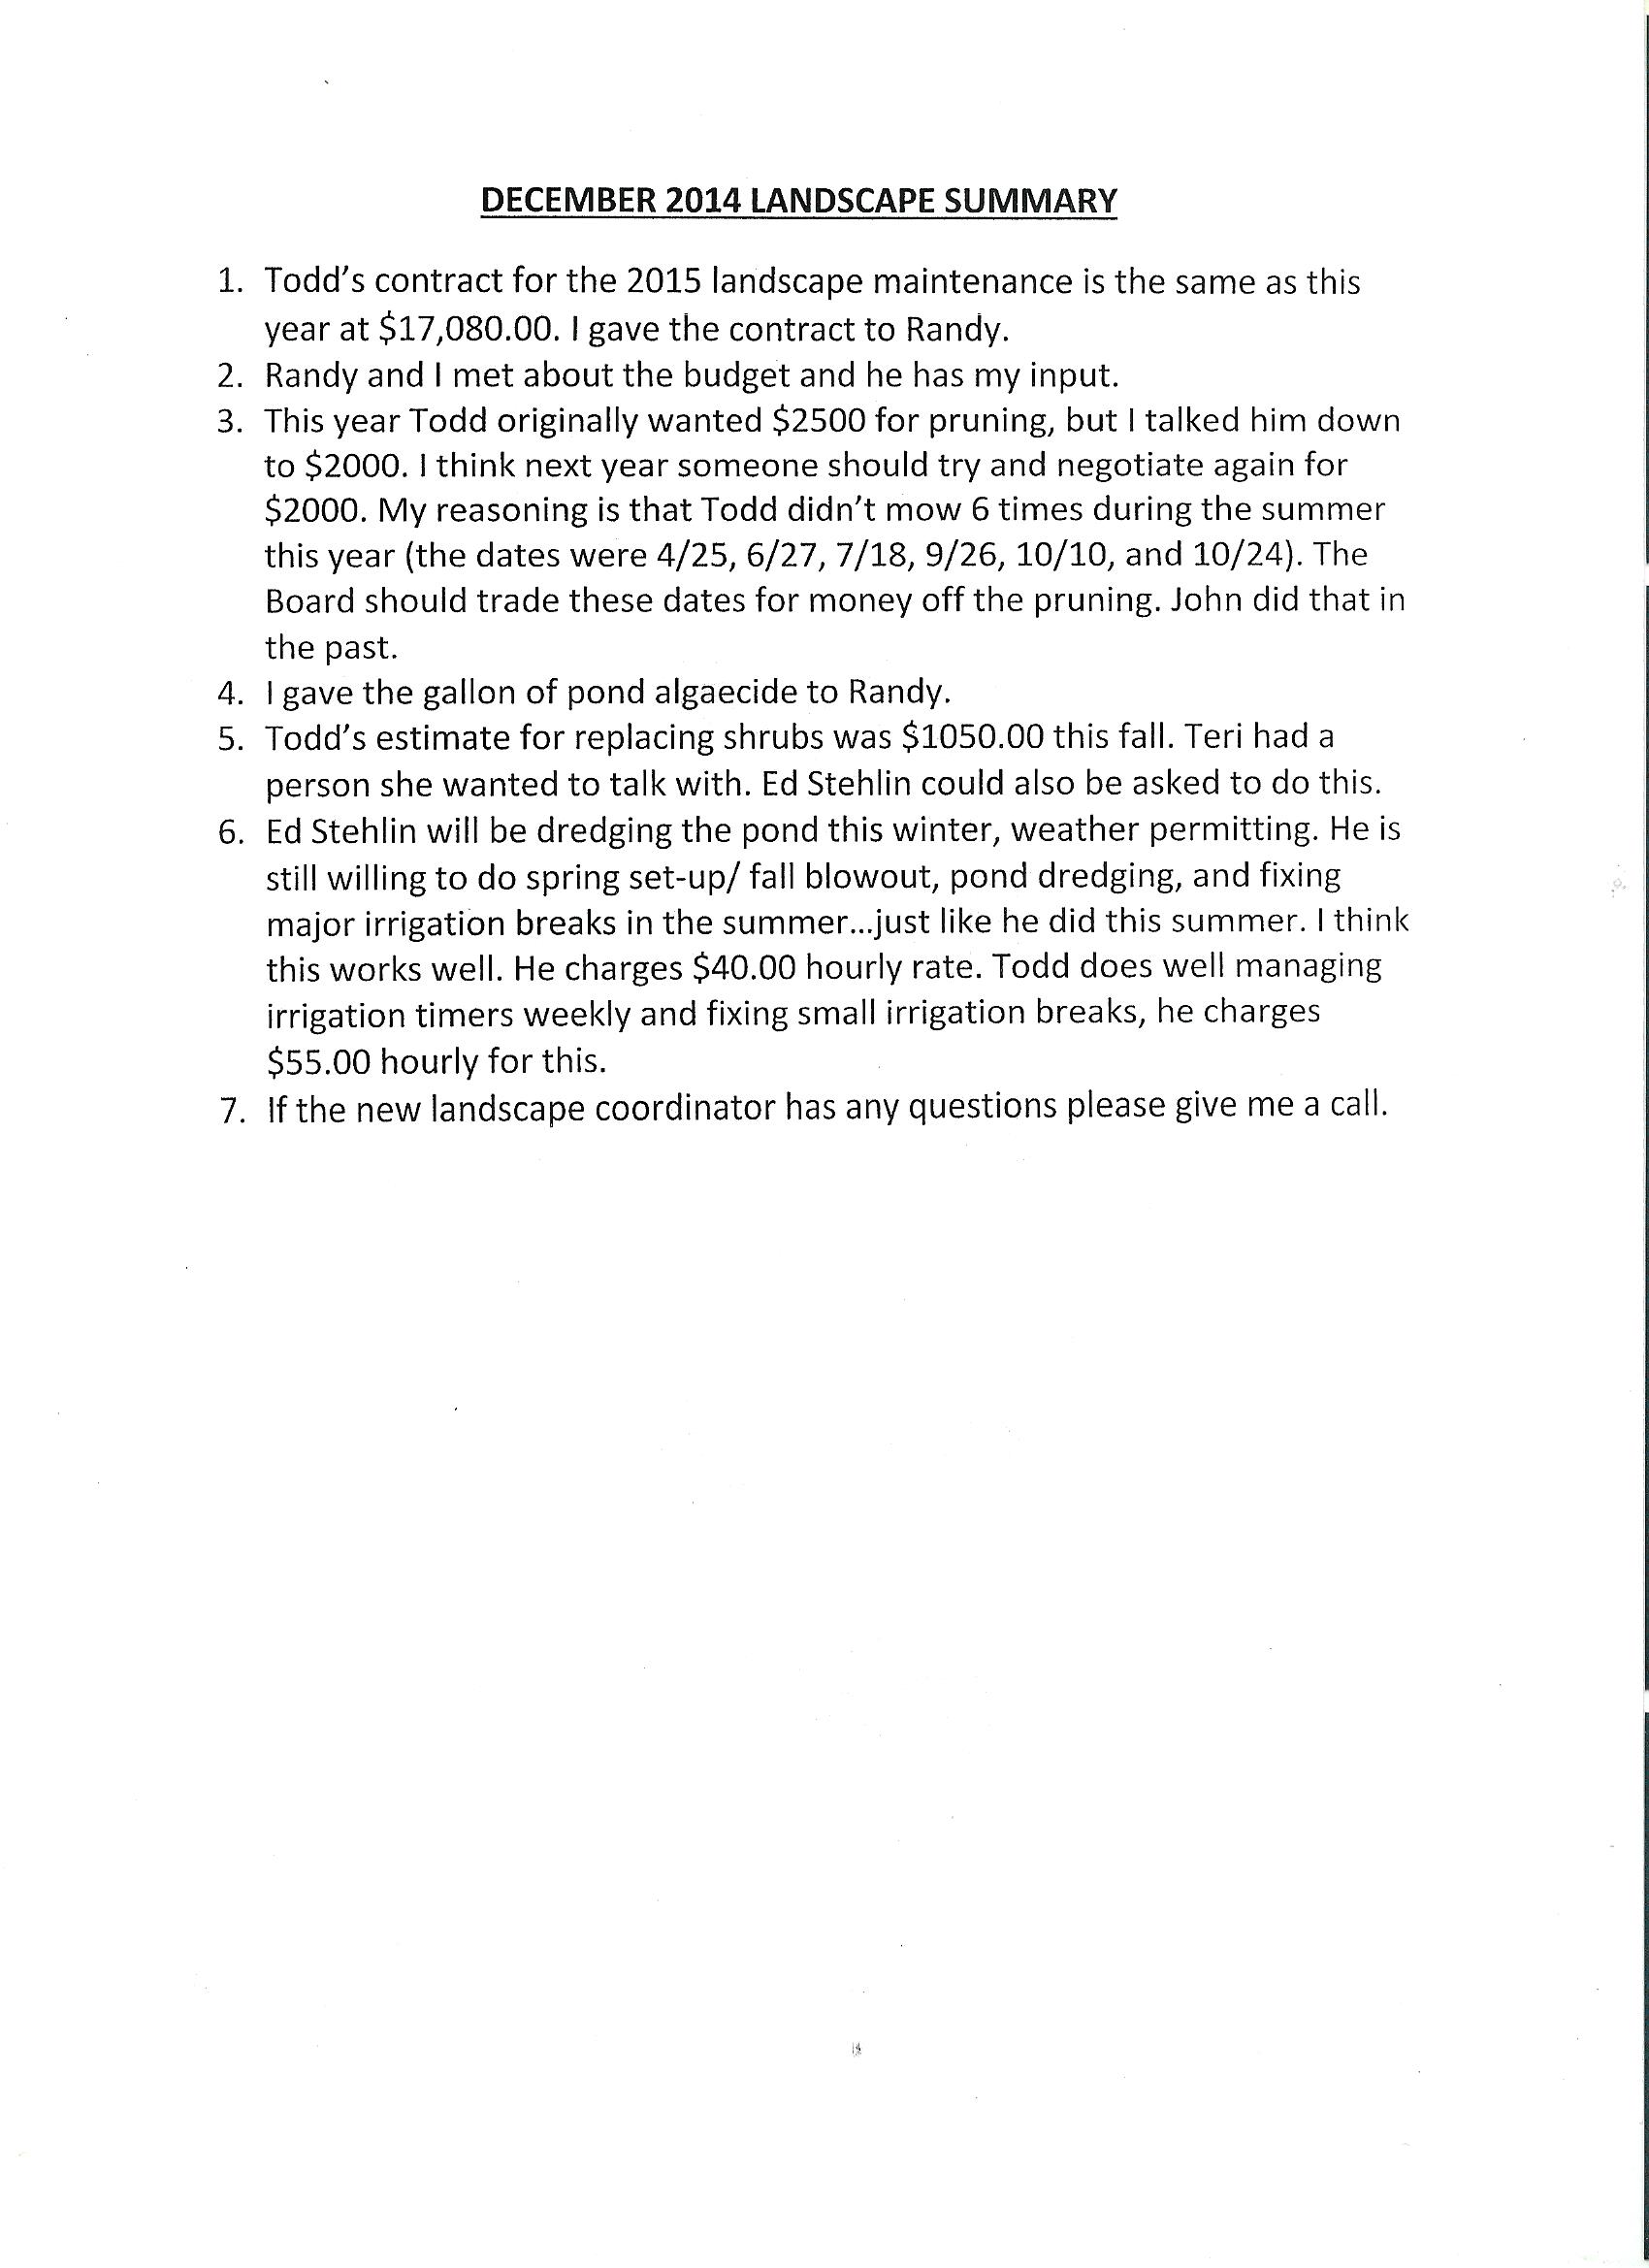 DECEMBER 2014 LANDSCAPE SUMMARY
1. Todd's contract for the 2015 landscape maintenance is the same as this
year at $17,080.00. I gave the contract to Randy.
2. Randy and I met about the budget and he has my input.
3. This year Todd originally wanted $2500 for pruning, but I talked him down
to $2000. I think next year someone should try and negotiate again for
$2000. My reasoning is that Todd didn't mow 6 times during the summer
this year (the dates were 4/25, 6/27, 7/18, 9/26, 10/10, and 10/24). The
Board should trade these dates for money off the pruning. John did that in
the past.
4. I gave the gallon of pond algaecide to Randy.
5. Todd's estimate for replacing shrubs was $1050.00 this fall. Teri had a
person she wanted to talk with. Ed Stehlin could also be asked to do this.
6. Ed Stehlin will be dredging the pond this winter, weather permitting. He is
still willing to do spring set-up/ fall blowout, pond dredging, and fixing
major irrigation breaks in the summer...just like he did this summer. I think
this works well. He charges $40.00 hourly rate. Todd does well managing
irrigation timers weekly and fixing small irrigation breaks, he charges
$55.00 hourly for this.
7. If the new landscape coordinator has any questions please give me a call.